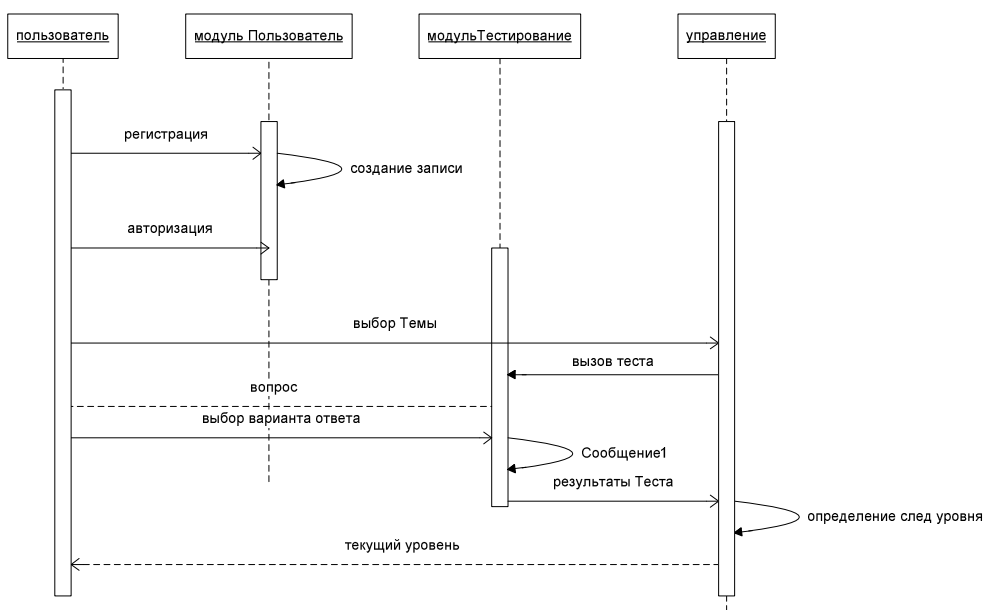 пользователь
модуль Пользователь
модульТестирование
управление
регистрация
создание записи
авторизация
выбор Темы
вызов теста
вопрос
выбор варианта ответа
Сообщение1
результаты Теста
определение след уровня
текущий уровень